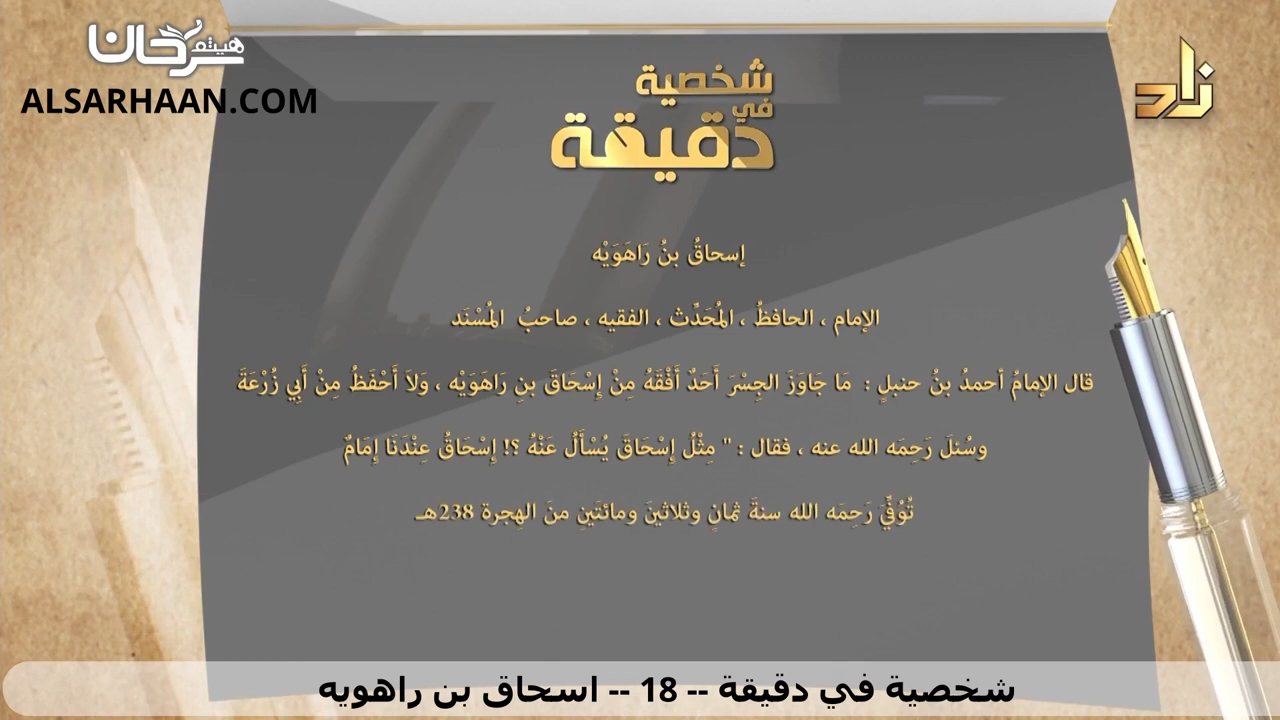 هيثم سرحان
ALSARHAAN.COM
زاد
شخصية
في
دقيقة
إسحاقُ بنُ رَاهَوَيْه
الإمام ، الحافظُ ، المُحَدِّث ، الفقيه ، صاحبُ المُسْنَد
قال الإمامُ أحمدُ بنُ حنبلٍ : مَا جَاوَزَ الجِسْرَ أَحَدٌ أَفْقَهُ مِنْ إِسْحَاقَ بنِ رَاهَوَيْه ، وَلاَ أَحْفَظُ مِنْ أَبِي زُرْعَةَ
وسُئلَ رَحِمَه الله عنه ، فقال : " مِثْلُ إِسْحَاقَ يُسْأَلُ عَنْهُ ؟! إِسْحَاقُ عِنْدَنَا إِمَامٌ
تُوُفِّيَ رَحِمَه الله سنةَ ثمانٍ وثلاثينَ ومائتَينِ منَ الهِجرة 238هـ
شخصية في دقيقة -- 18 -- اسحاق بن راهويه